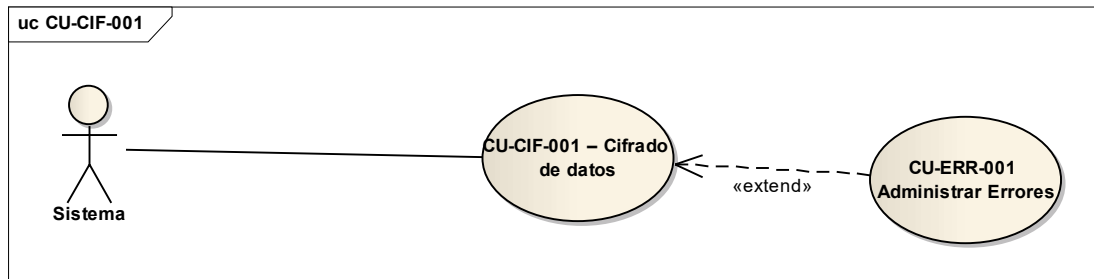 uc CU-CIF-001
CU-CIF-001 – Cifrado
de datos
CU-ERR-001
Administrar Errores
«extend»
Sistema